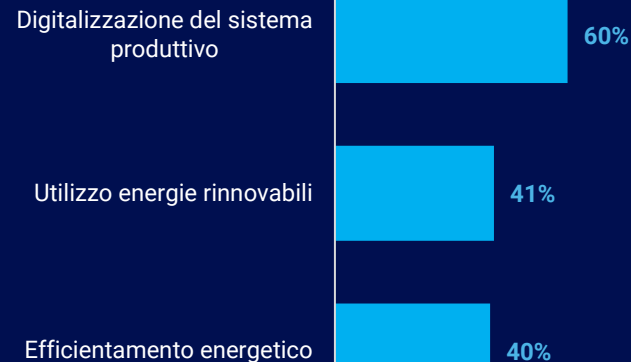 Digitalizzazione del sistema
produttivo
60%
Utilizzo energie rinnovabili
41%
Efficientamento energetico
40%